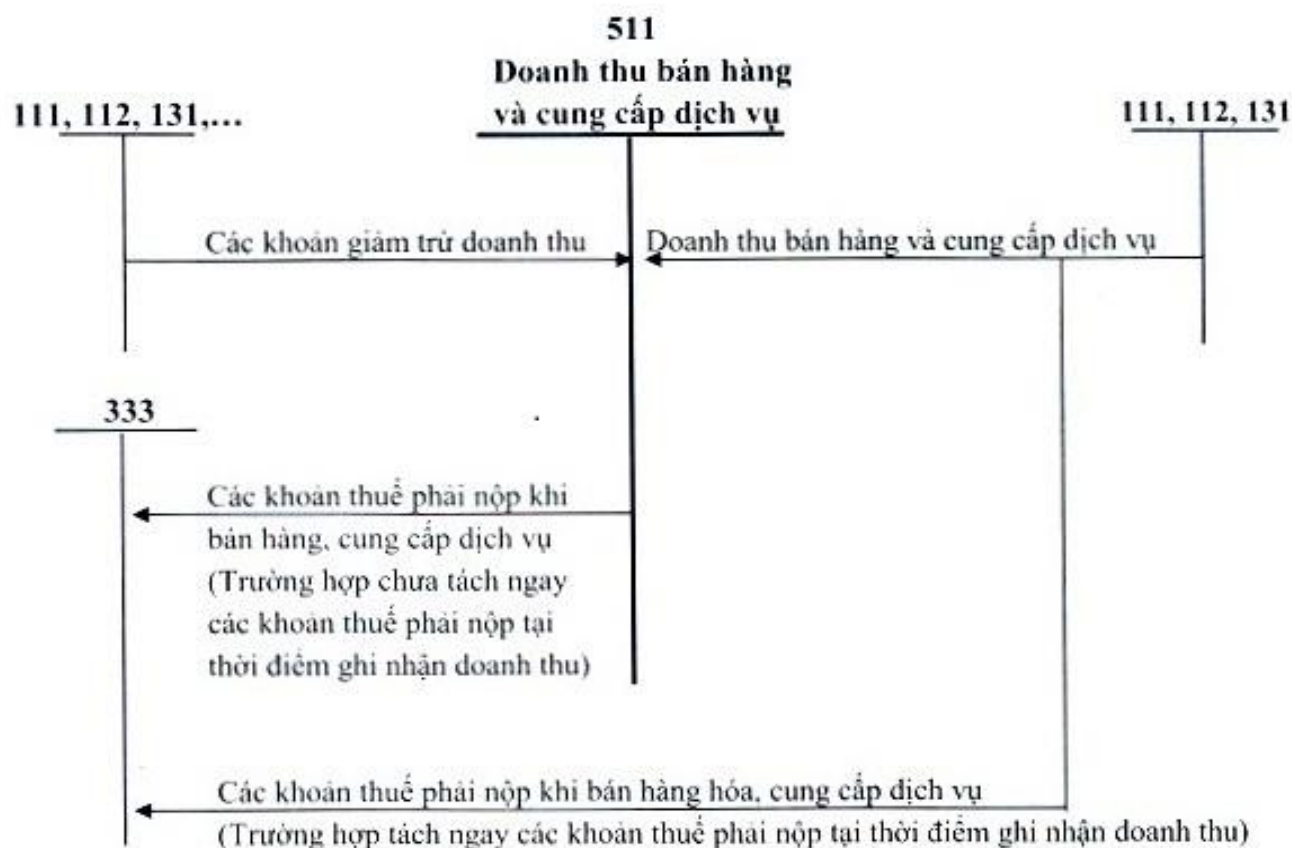 511
Doanh thu bán hàng
và cung cấp dịch vụ
111, 112, 131,...
111, 112, 131
Các khoản giảm trừ doanh thu
Doanh thu bán hàng và cung cấp dịch vụ
333
Các khoản thuế phải nộp khi
bán hàng, cung cấp dịch vụ
(Trường hợp chưa tách ngay
các khoản thuế phải nộp tại
thời điểm ghi nhận doanh thu)
Các khoản thuế phải nộp khi bán hàng hóa, cung cấp dịch vụ
(Trường hợp tách ngay các khoản thuế phải nộp tại thời điểm ghi nhận doanh thu)